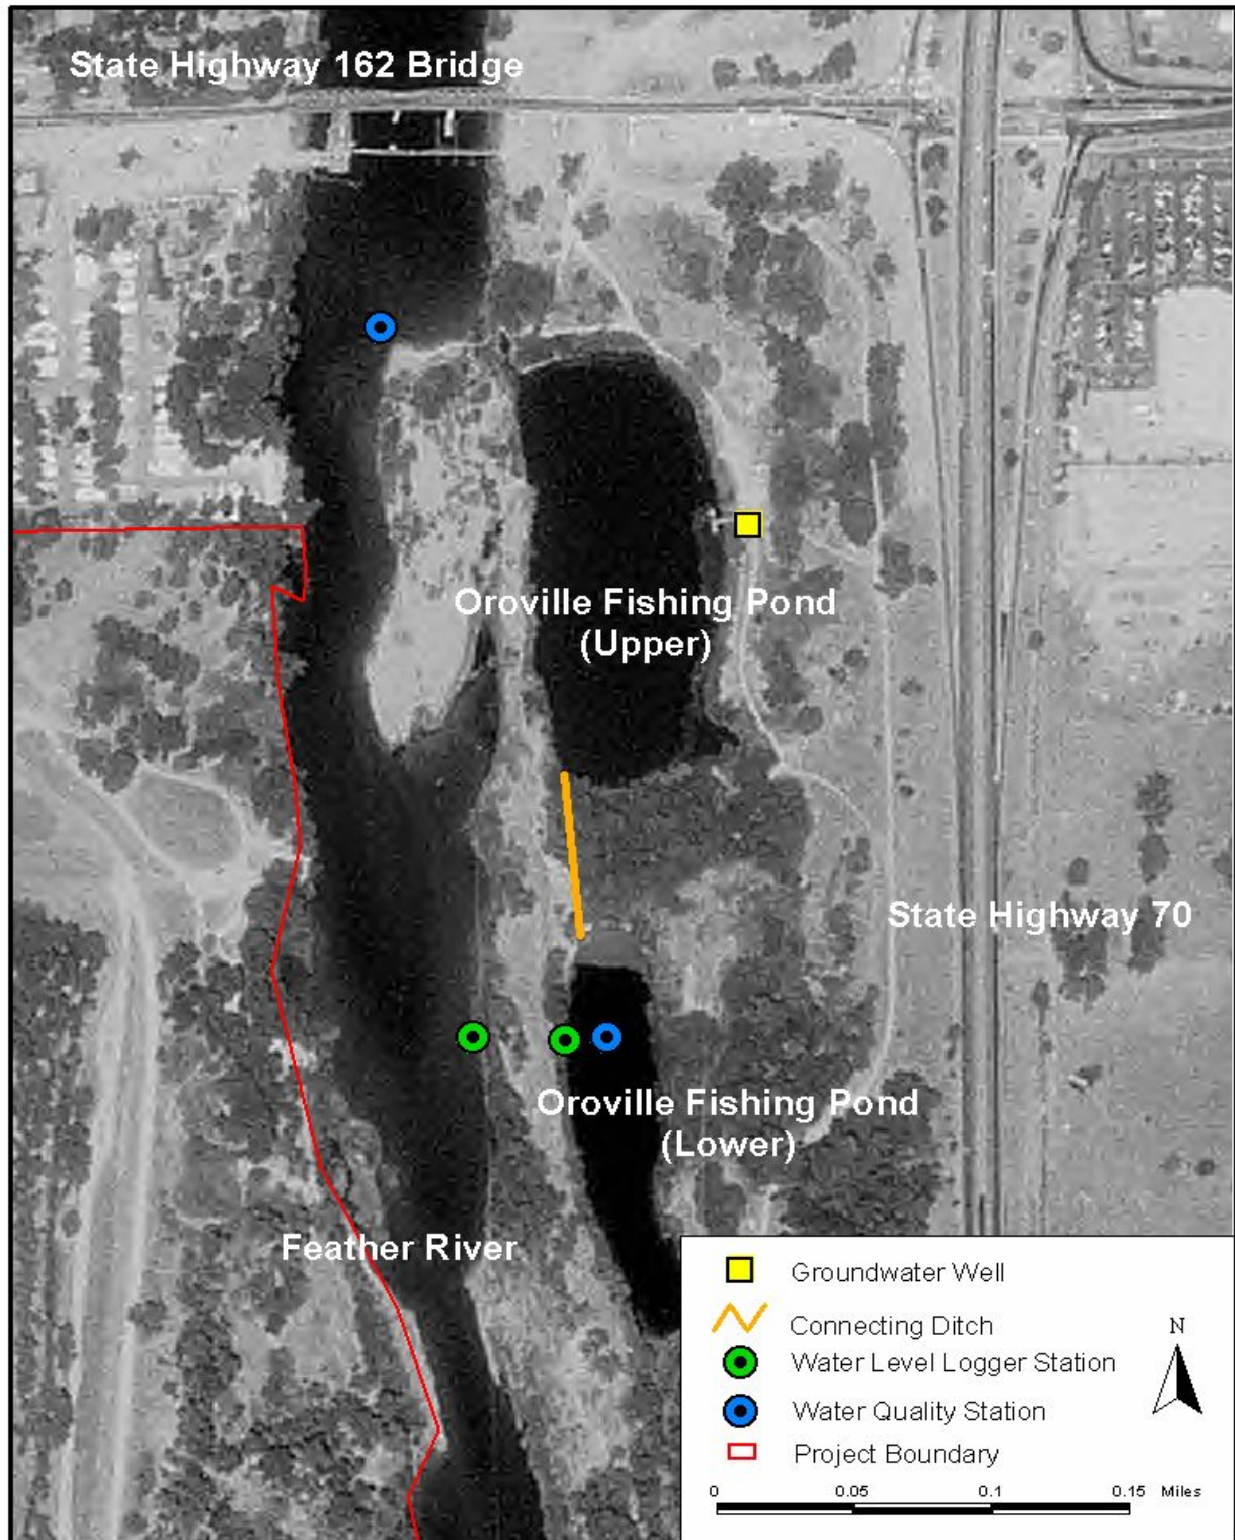 State Highway 162 Bridge
Oroville Fishing Pond
(Upper)
State Highway 70
Oroville Fishing Pond
(Lower)
Feather River
Groundwater Well
Connecting Ditch
Water Level Logger Station
Water Quality Station
Project Boundary
N
0 0.05 0.1 0.15 Miles